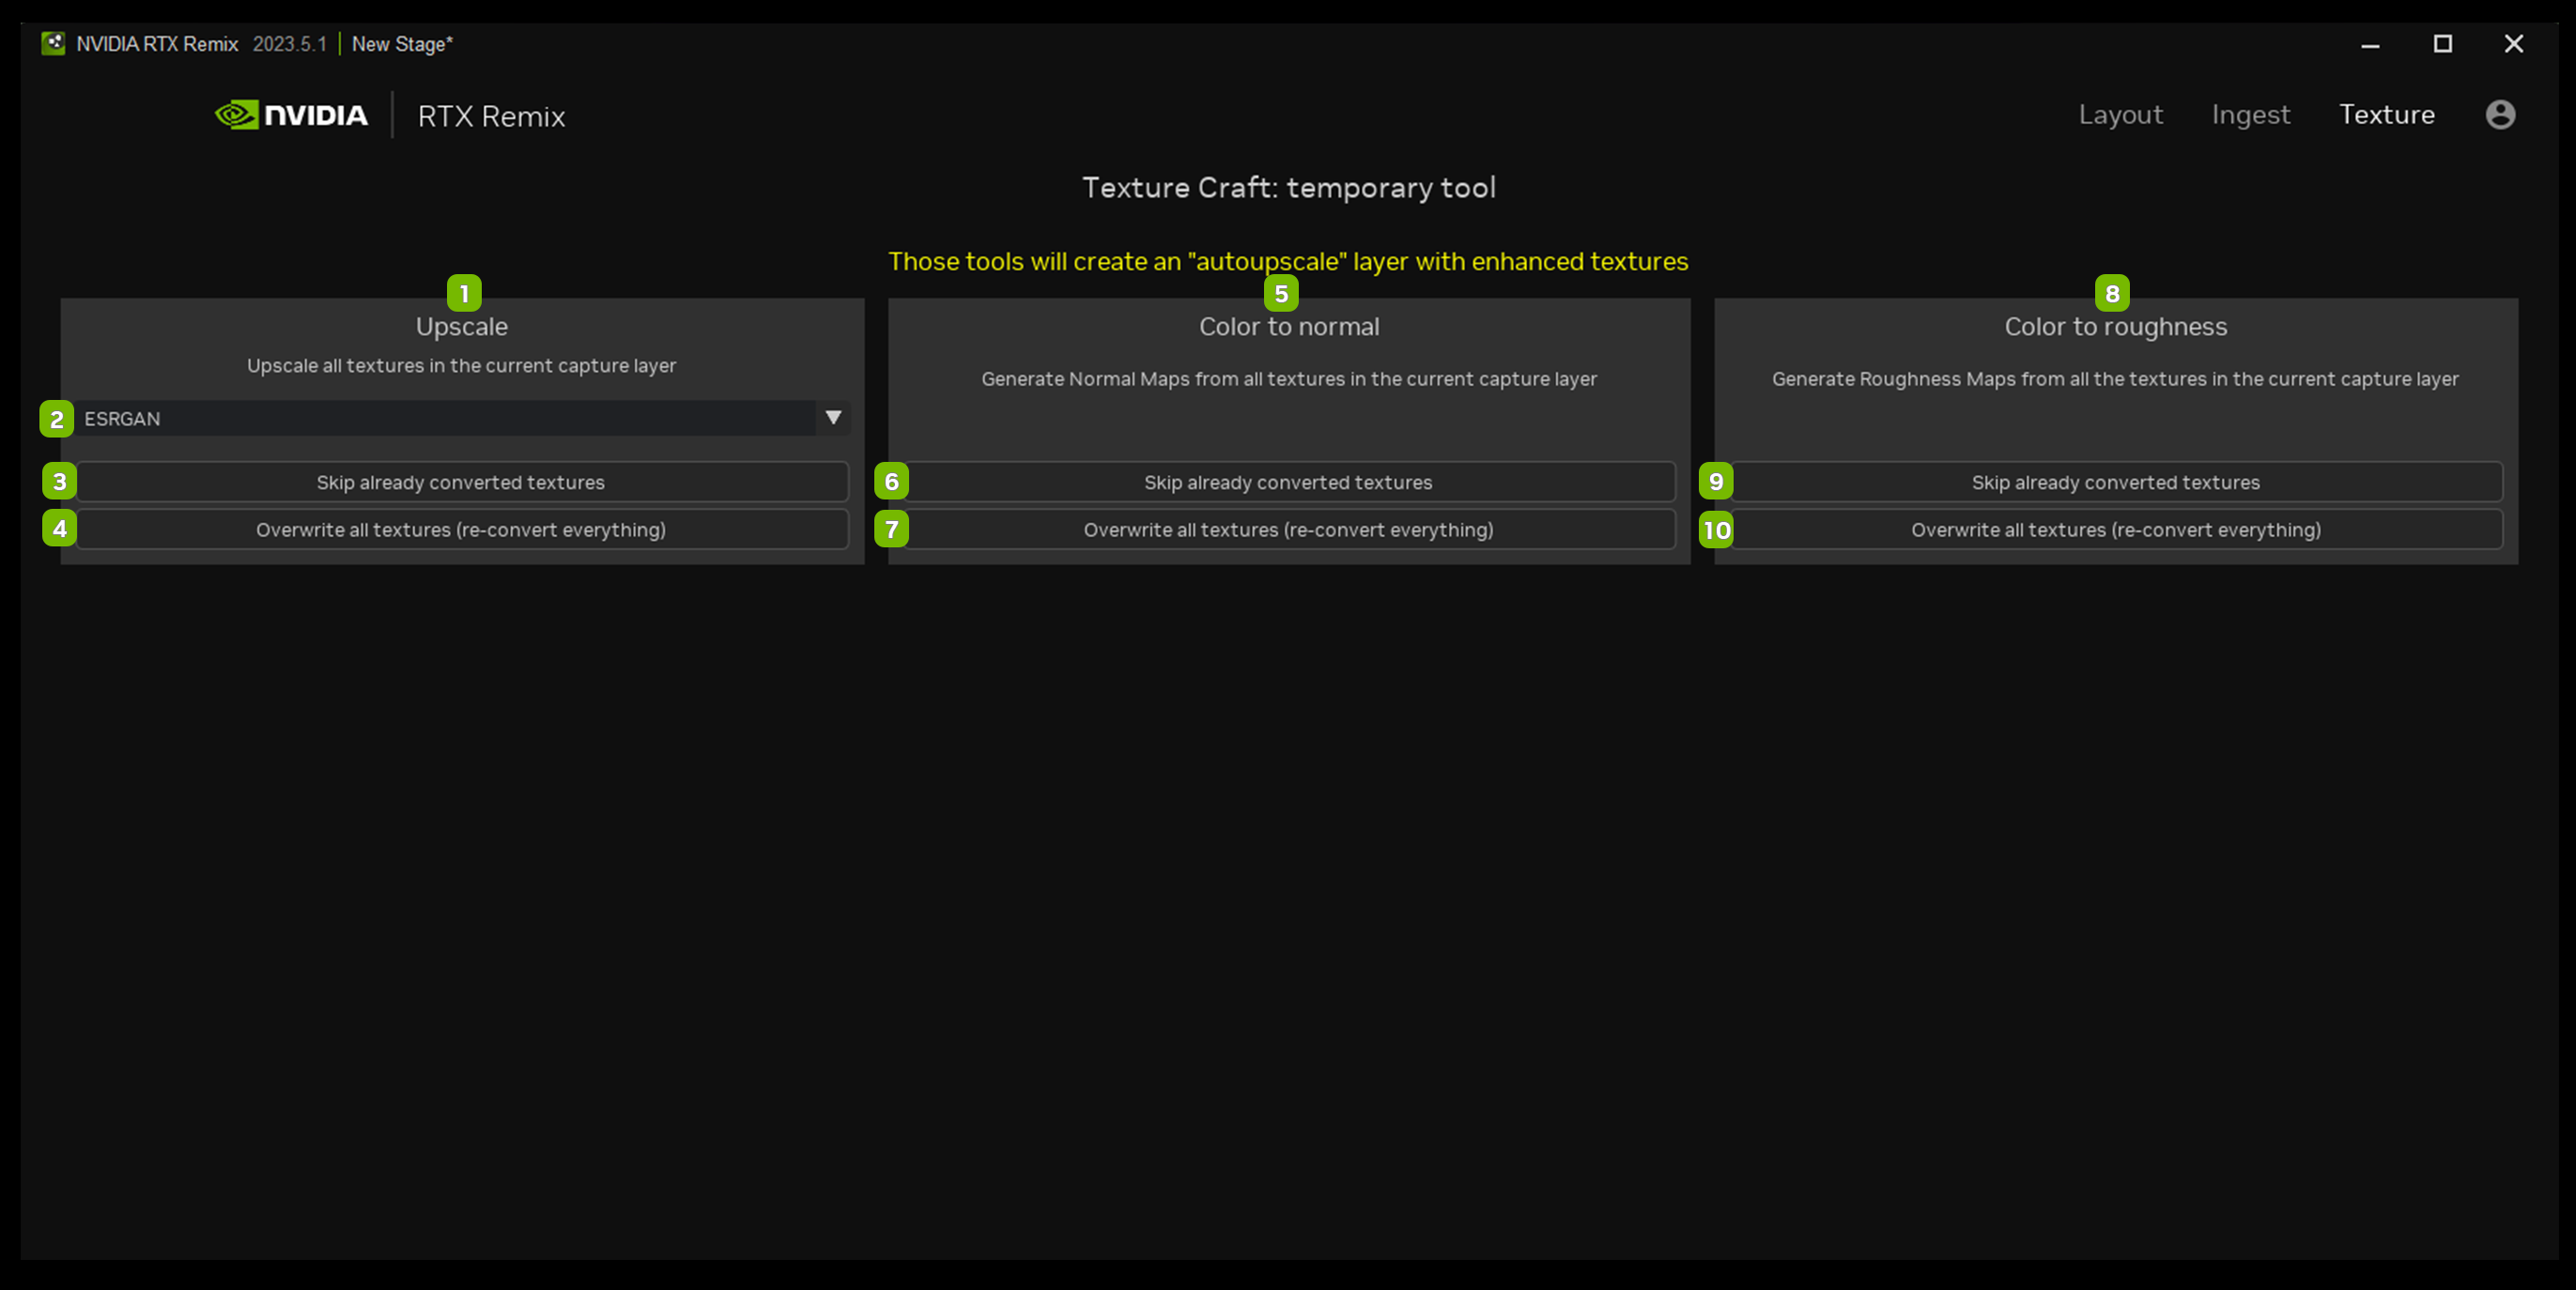 NVIDIA RTX Remix 2023.5.1 | New Stage*
NVIDIA | RTX Remix Layout Ingest Texture
Texture Craft: temporary tool
Those tools will create an "autoupscale" layer with enhanced textures
1
Upscale
Upscale all textures in the current capture layer
2 ESRGAN
3 Skip already converted textures
4 Overwrite all textures (re-convert everything)
5
Color to normal
Generate Normal Maps from all textures in the current capture layer
6 Skip already converted textures
7 Overwrite all textures (re-convert everything)
8
Color to roughness
Generate Roughness Maps from all the textures in the current capture layer
9 Skip already converted textures
10 Overwrite all textures (re-convert everything)